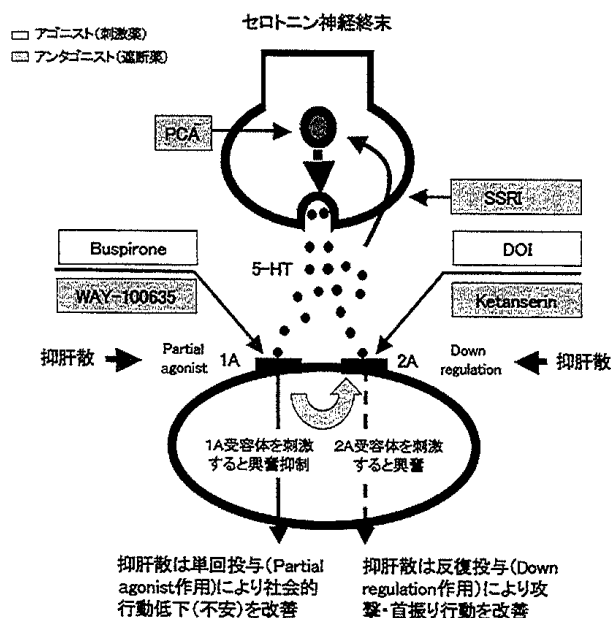 セロトニン神経終末
アゴニスト(刺激薬)
アンタゴニスト(遮断薬)
PCA
SSRI
Buspirone
WAY-100635
5-HT
DOI
Ketanserin
抑肝散
Partial
agonist
1A
2A
Down
regulation
抑肝散
1A受容体を刺激
すると興奮抑制
2A受容体を刺激
すると興奮
抑肝散は単回投与(Partial
agonist作用)により社会的
行動低下(不安)を改善
抑肝散は反復投与(Down
regulation作用)により攻
撃・首振り行動を改善